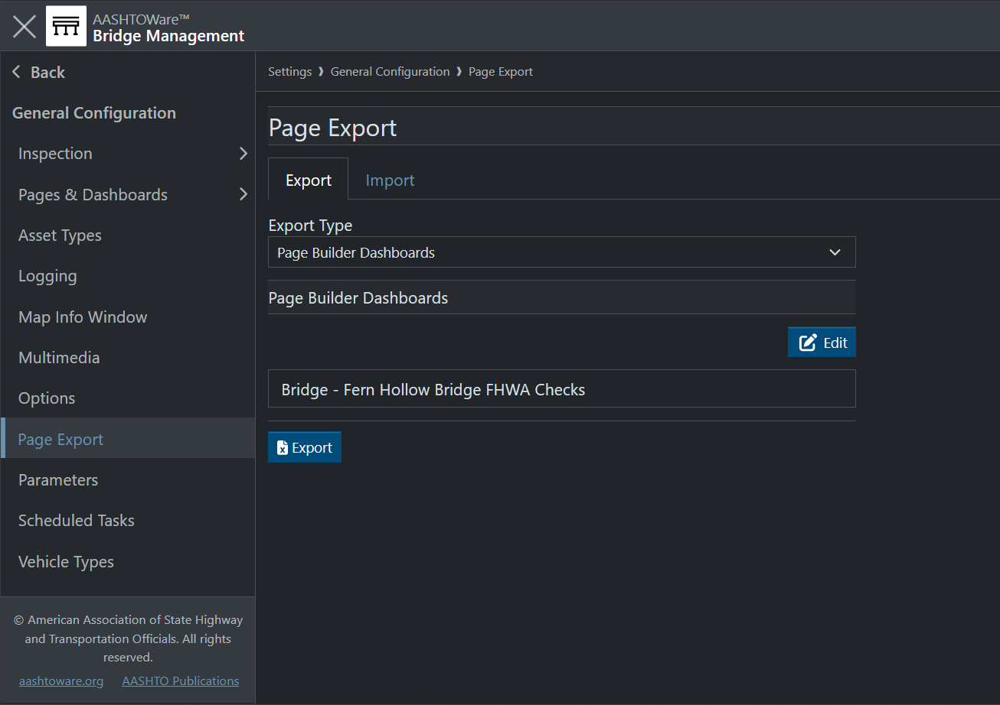 AASHTOWare™
Bridge Management
Back
General Configuration
Inspection
Pages & Dashboards
Asset Types
Logging
Map Info Window
Multimedia
Options
Page Export
Parameters
Scheduled Tasks
Vehicle Types
© American Association of State Highway
and Transportation Officials. All rights
reserved.
aashtoware.org AASHTO Publications
Settings ❱ General Configuration ❱ Page Export
Page Export
Export Import
Export Type
Page Builder Dashboards
Page Builder Dashboards
Edit
Bridge - Fern Hollow Bridge FHWA Checks
Export